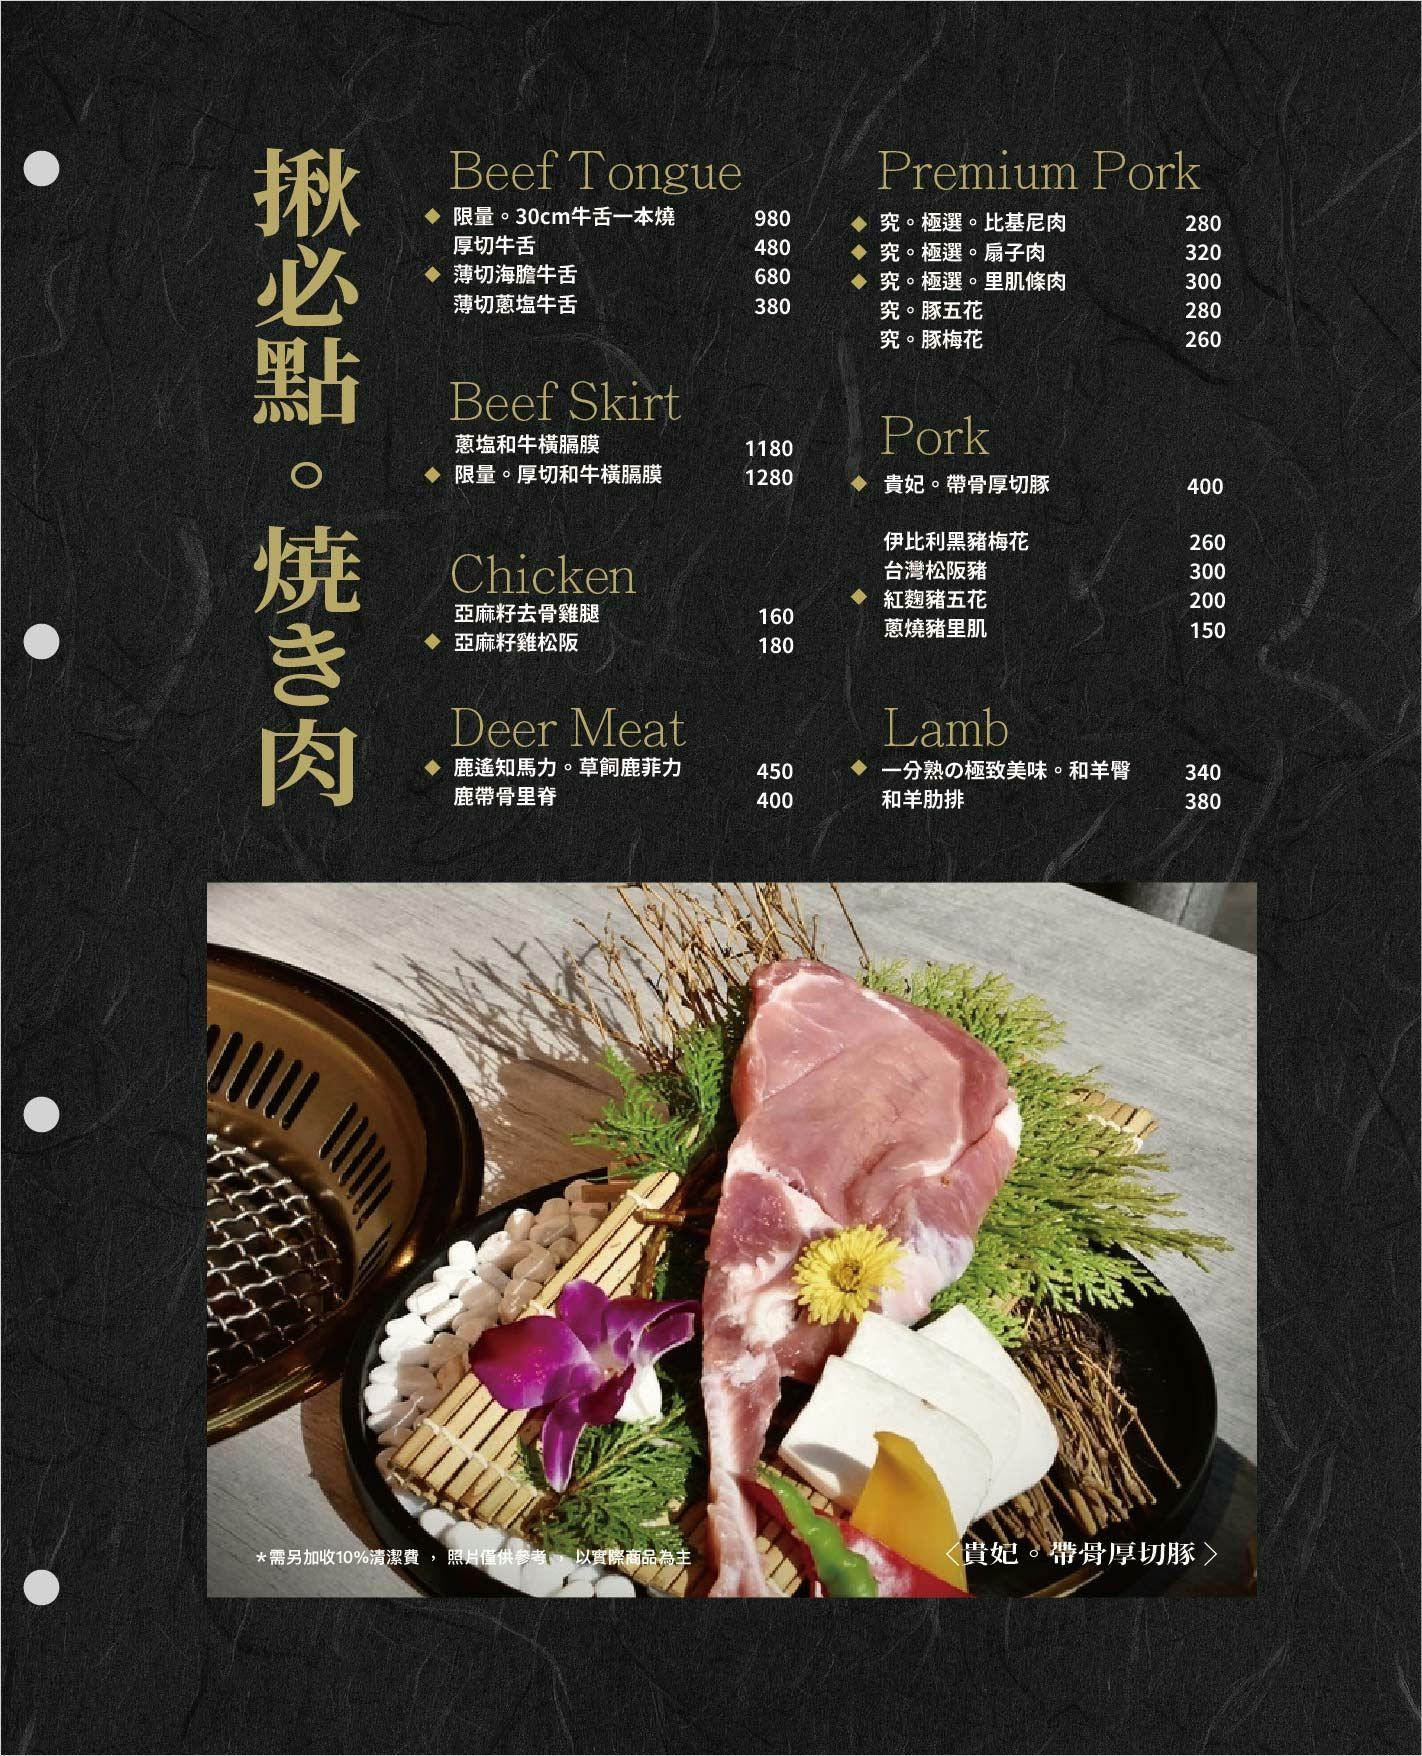 揪必點。焼き肉
Beef Tongue
◆ 限量。30cm牛舌一本燒 980
厚切牛舌 480
◆ 薄切海膽牛舌 680
薄切蔥塩牛舌 380
Beef Skirt
蔥塩和牛橫膈膜 1180
◆ 限量。厚切和牛橫膈膜 1280
Chicken
亞麻籽去骨雞腿 160
◆ 亞麻籽雞松阪 180
Deer Meat
◆ 鹿遙知馬力。草飼鹿菲力 450
鹿帶骨里脊 400
Premium Pork
◆ 究。極選。比基尼肉 280
◆ 究。極選。扇子肉 320
◆ 究。極選。里肌條肉 300
究。豚五花 280
究。豚梅花 260
Pork
◆ 貴妃。帶骨厚切豚 400
伊比利黑豬梅花 260
台灣松阪豬 300
◆ 紅麴豬五花 200
蔥燒豬里肌 150
Lamb
◆ 一分熟の極致美味。和羊臀 340
和羊肋排 380
*需另加收10%清潔費，照片僅供參考，以實際商品為主
〈貴妃。帶骨厚切豚〉